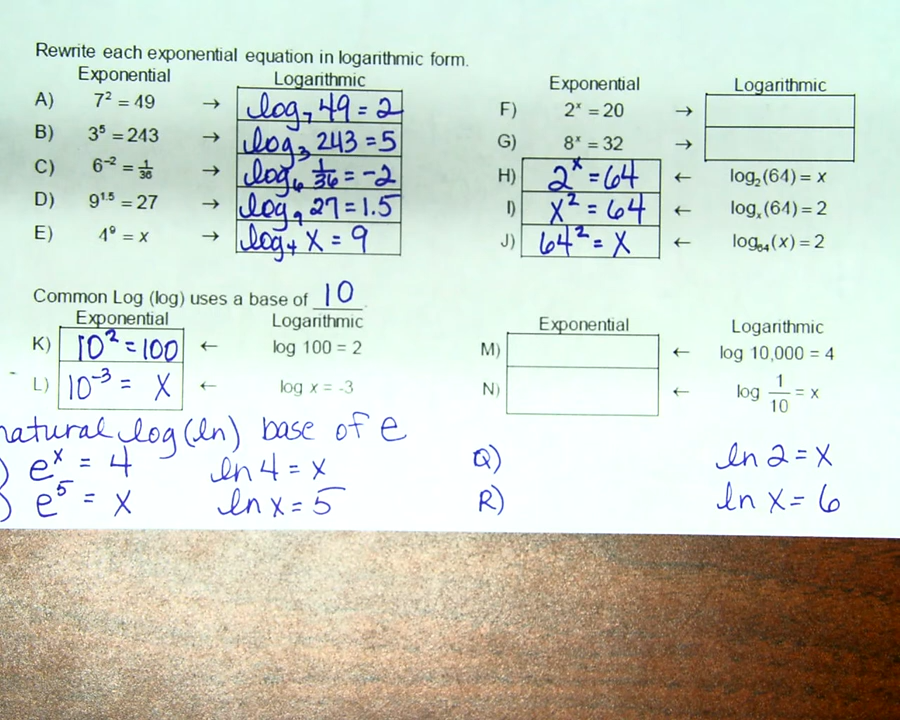 Rewrite each exponential equation in logarithmic form.
Exponential Logarithmic
A) 7² = 49 → log₇ 49 = 2
B) 3⁵ = 243 → log₃ 243 = 5
C) 6⁻² = 1/36 → log₆ 1/36 = -2
D) 9¹·⁵ = 27 → log₉ 27 = 1.5
E) 4⁹ = x → log₄ x = 9
Exponential Logarithmic
F) 2ˣ = 20 →
G) 8ˣ = 32 →
H) 2ˣ = 64 ← log₂(64) = x
I) x² = 64 ← logₓ(64) = 2
J) 64² = x ← log₆₄(x) = 2
Common Log (log) uses a base of 10
Exponential Logarithmic
K) 10² = 100 ← log 100 = 2
L) 10⁻³ = x ← log x = -3
Exponential Logarithmic
M) ← log 10,000 = 4
N) ← log 1/10 = x
natural log (ln) base of e
) eˣ = 4 ln 4 = x
) e⁵ = x ln x = 5
Q) ln 2 = x
R) ln x = 6